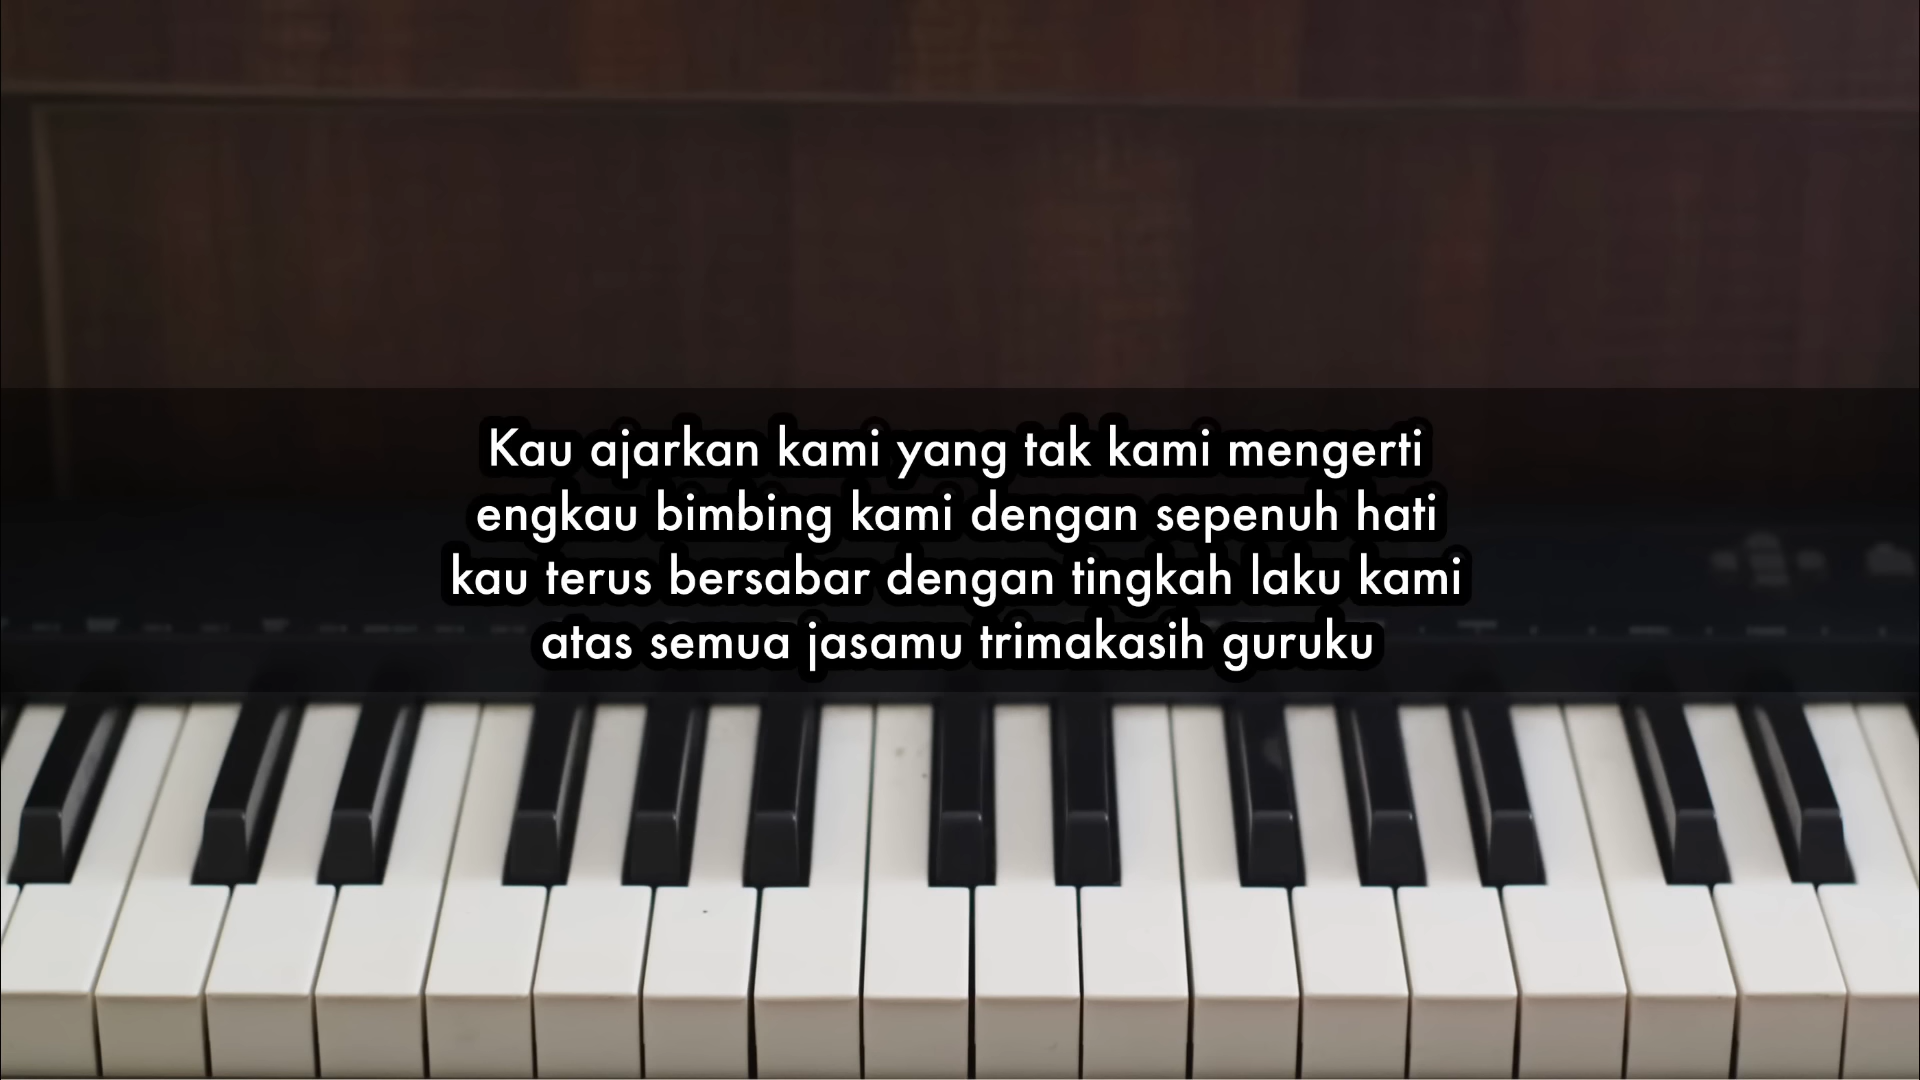 Kau ajarkan kami yang tak kami mengerti
engkau bimbing kami dengan sepenuh hati
kau terus bersabar dengan tingkah laku kami
atas semua jasamu trimakasih guruku